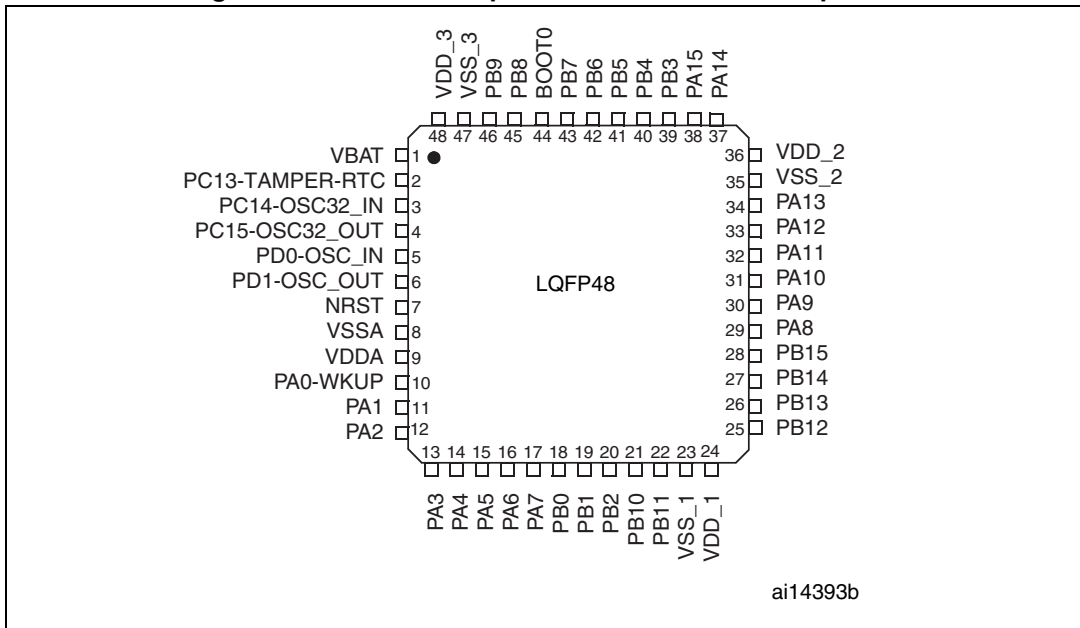 VDD_3
VSS_3
PB9
PB8
BOOT0
PB7
PB6
PB5
PB4
PB3
PA15
PA14
48 47 46 45 44 43 42 41 40 39 38 37
VBAT 1
PC13-TAMPER-RTC 2
PC14-OSC32_IN 3
PC15-OSC32_OUT 4
PD0-OSC_IN 5
PD1-OSC_OUT 6
NRST 7
VSSA 8
VDDA 9
PA0-WKUP 10
PA1 11
PA2 12
LQFP48
36 VDD_2
35 VSS_2
34 PA13
33 PA12
32 PA11
31 PA10
30 PA9
29 PA8
28 PB15
27 PB14
26 PB13
25 PB12
13 14 15 16 17 18 19 20 21 22 23 24
PA3
PA4
PA5
PA6
PA7
PB0
PB1
PB2
PB10
PB11
VSS_1
VDD_1
ai14393b